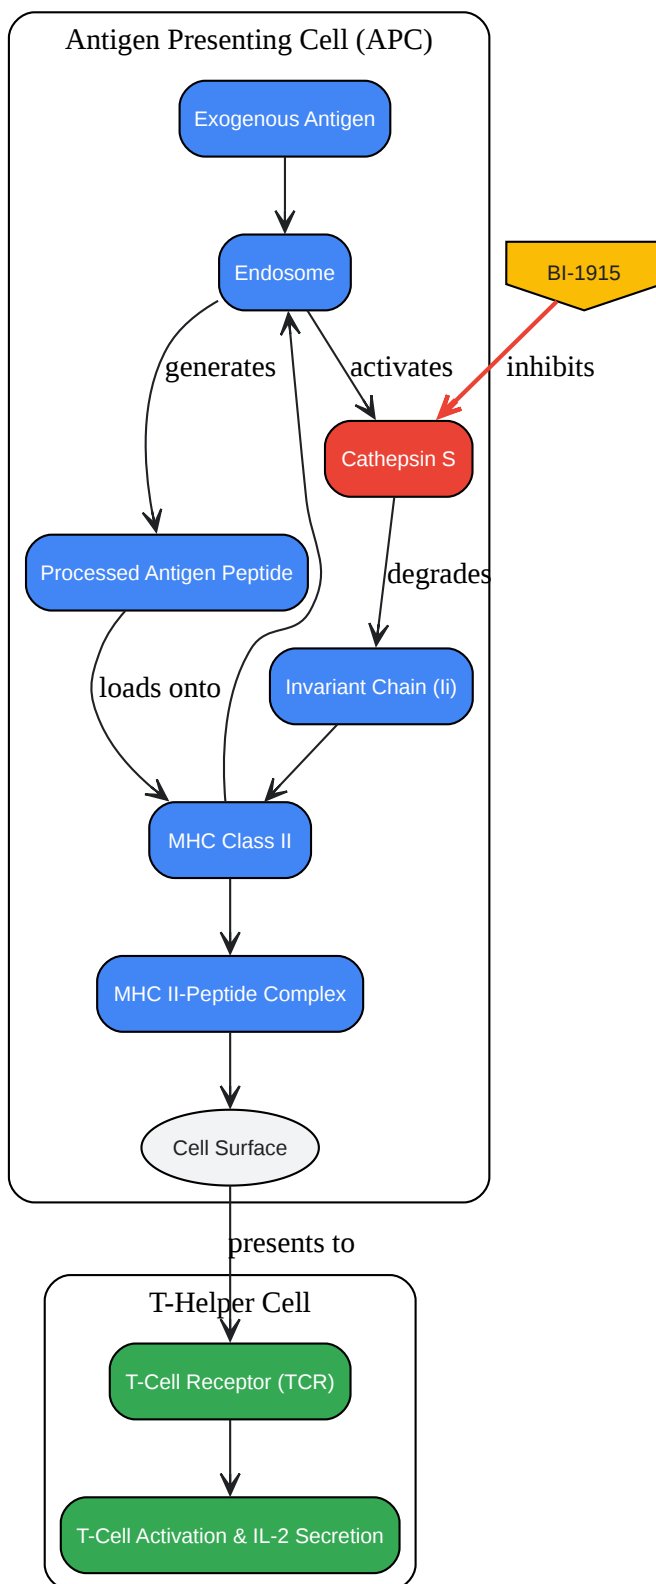 Antigen Presenting Cell (APC)
Exogenous Antigen
Endosome
BI-1915
generates
activates
inhibits
Cathepsin S
Processed Antigen Peptide
degrades
loads onto
Invariant Chain (Ii)
MHC Class II
MHC II-Peptide Complex
Cell Surface
presents to
T-Helper Cell
T-Cell Receptor (TCR)
T-Cell Activation & IL-2 Secretion